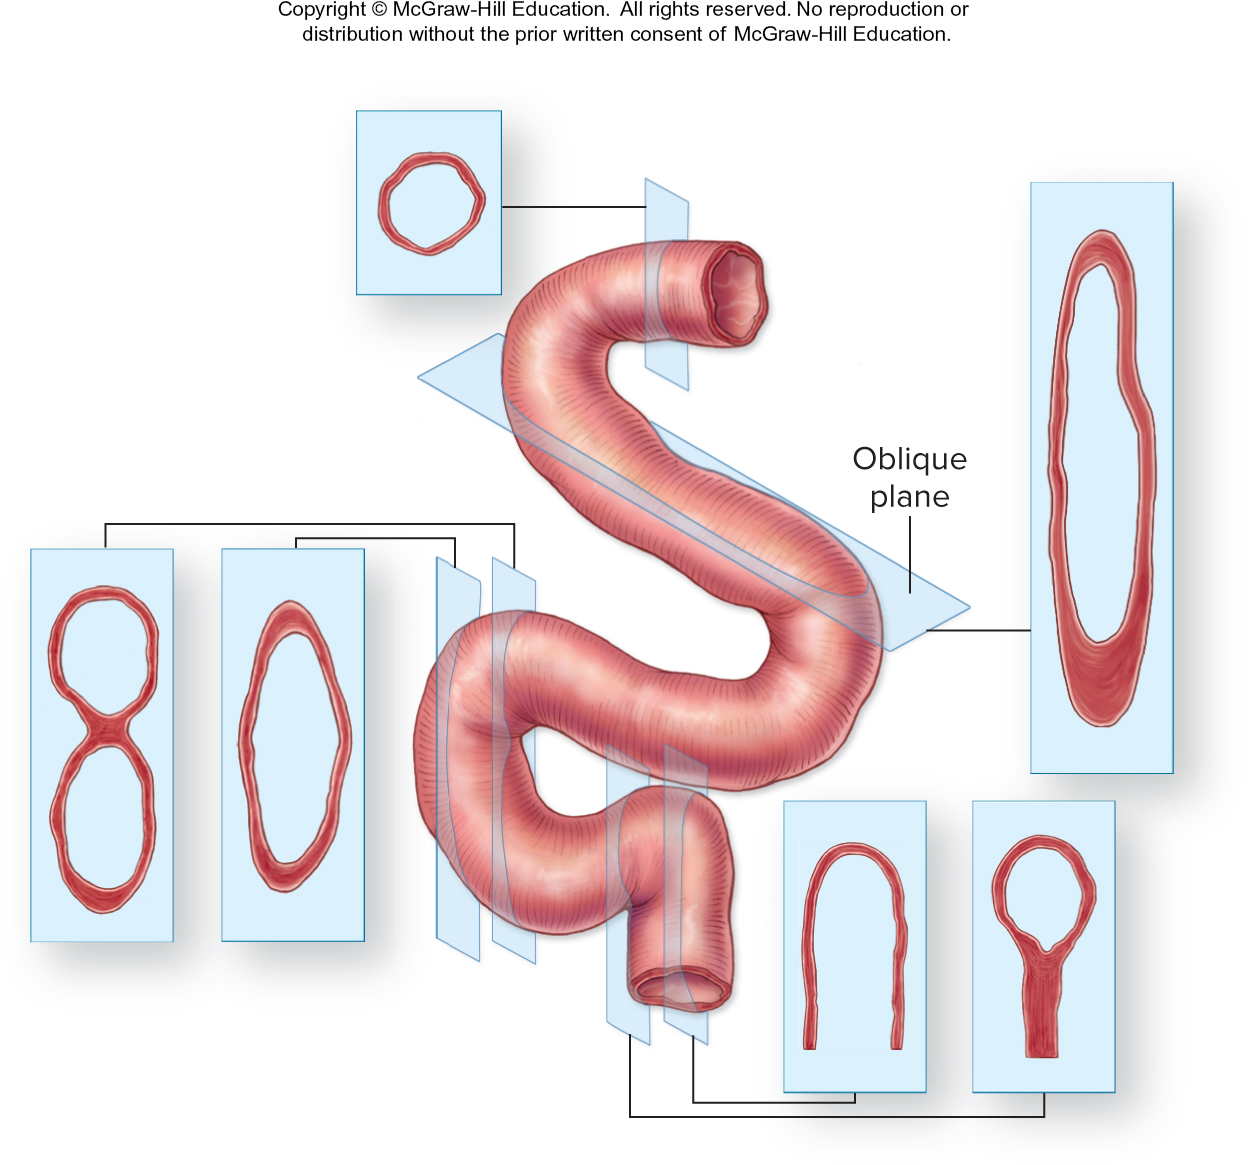 Copyright © McGraw-Hill Education.  All rights reserved. No reproduction or
distribution without the prior written consent of McGraw-Hill Education.
Oblique
plane